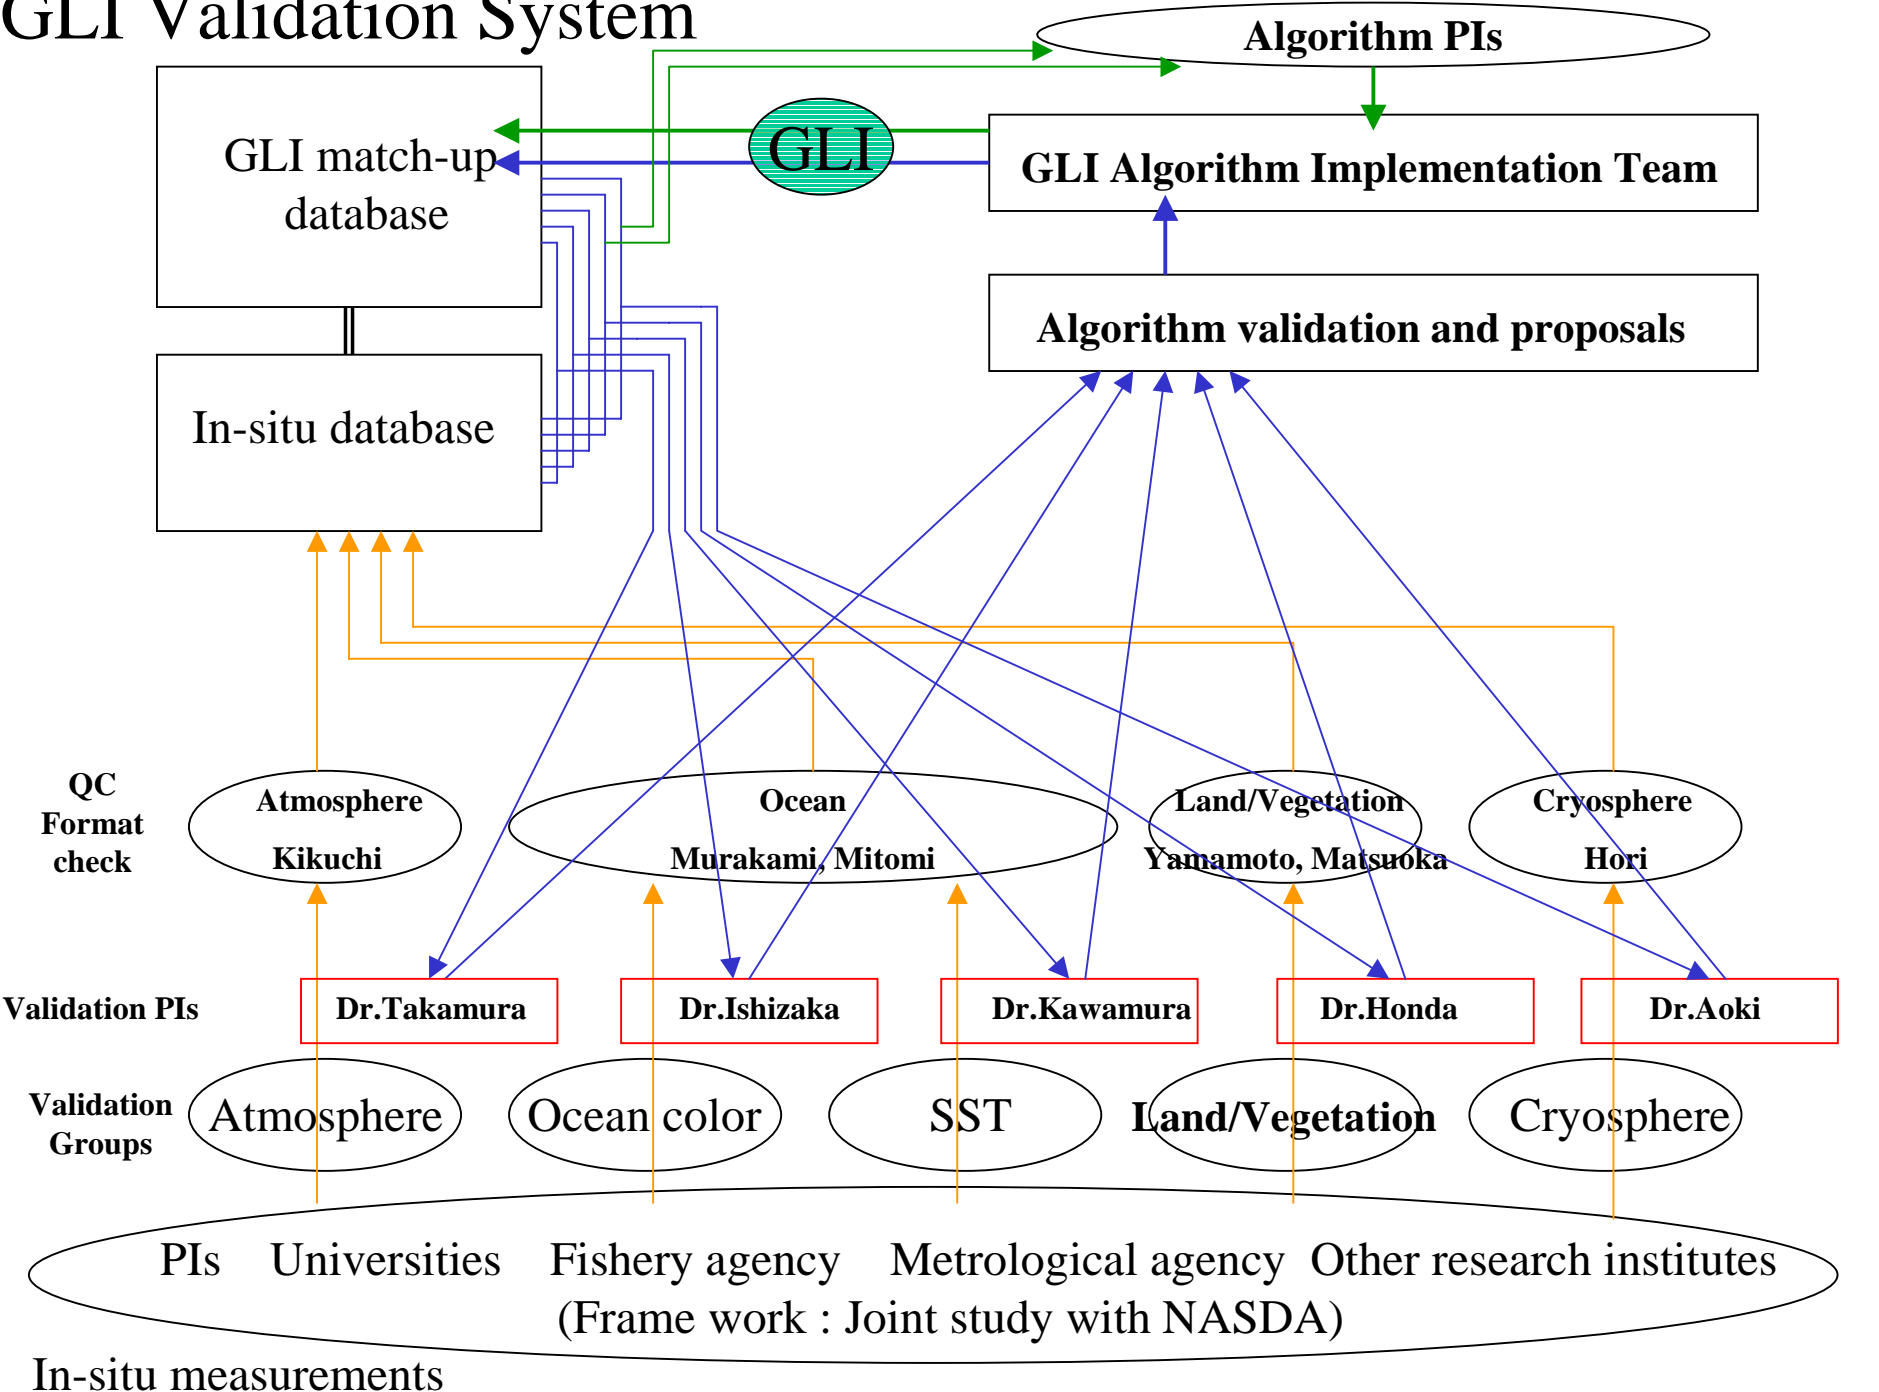 GLI Validation System
Algorithm PIs
GLI match-up
database
GLI
GLI Algorithm Implementation Team
Algorithm validation and proposals
In-situ database
QC
Format
check
Atmosphere
Kikuchi
Ocean
Murakami, Mitomi
Land/Vegetation
Yamamoto, Matsuoka
Cryosphere
Hori
Validation PIs
Dr.Takamura
Dr.Ishizaka
Dr.Kawamura
Dr.Honda
Dr.Aoki
Validation
Groups
Atmosphere
Ocean color
SST
Land/Vegetation
Cryosphere
PIs Universities Fishery agency Metrological agency Other research institutes
(Frame work : Joint study with NASDA)
In-situ measurements